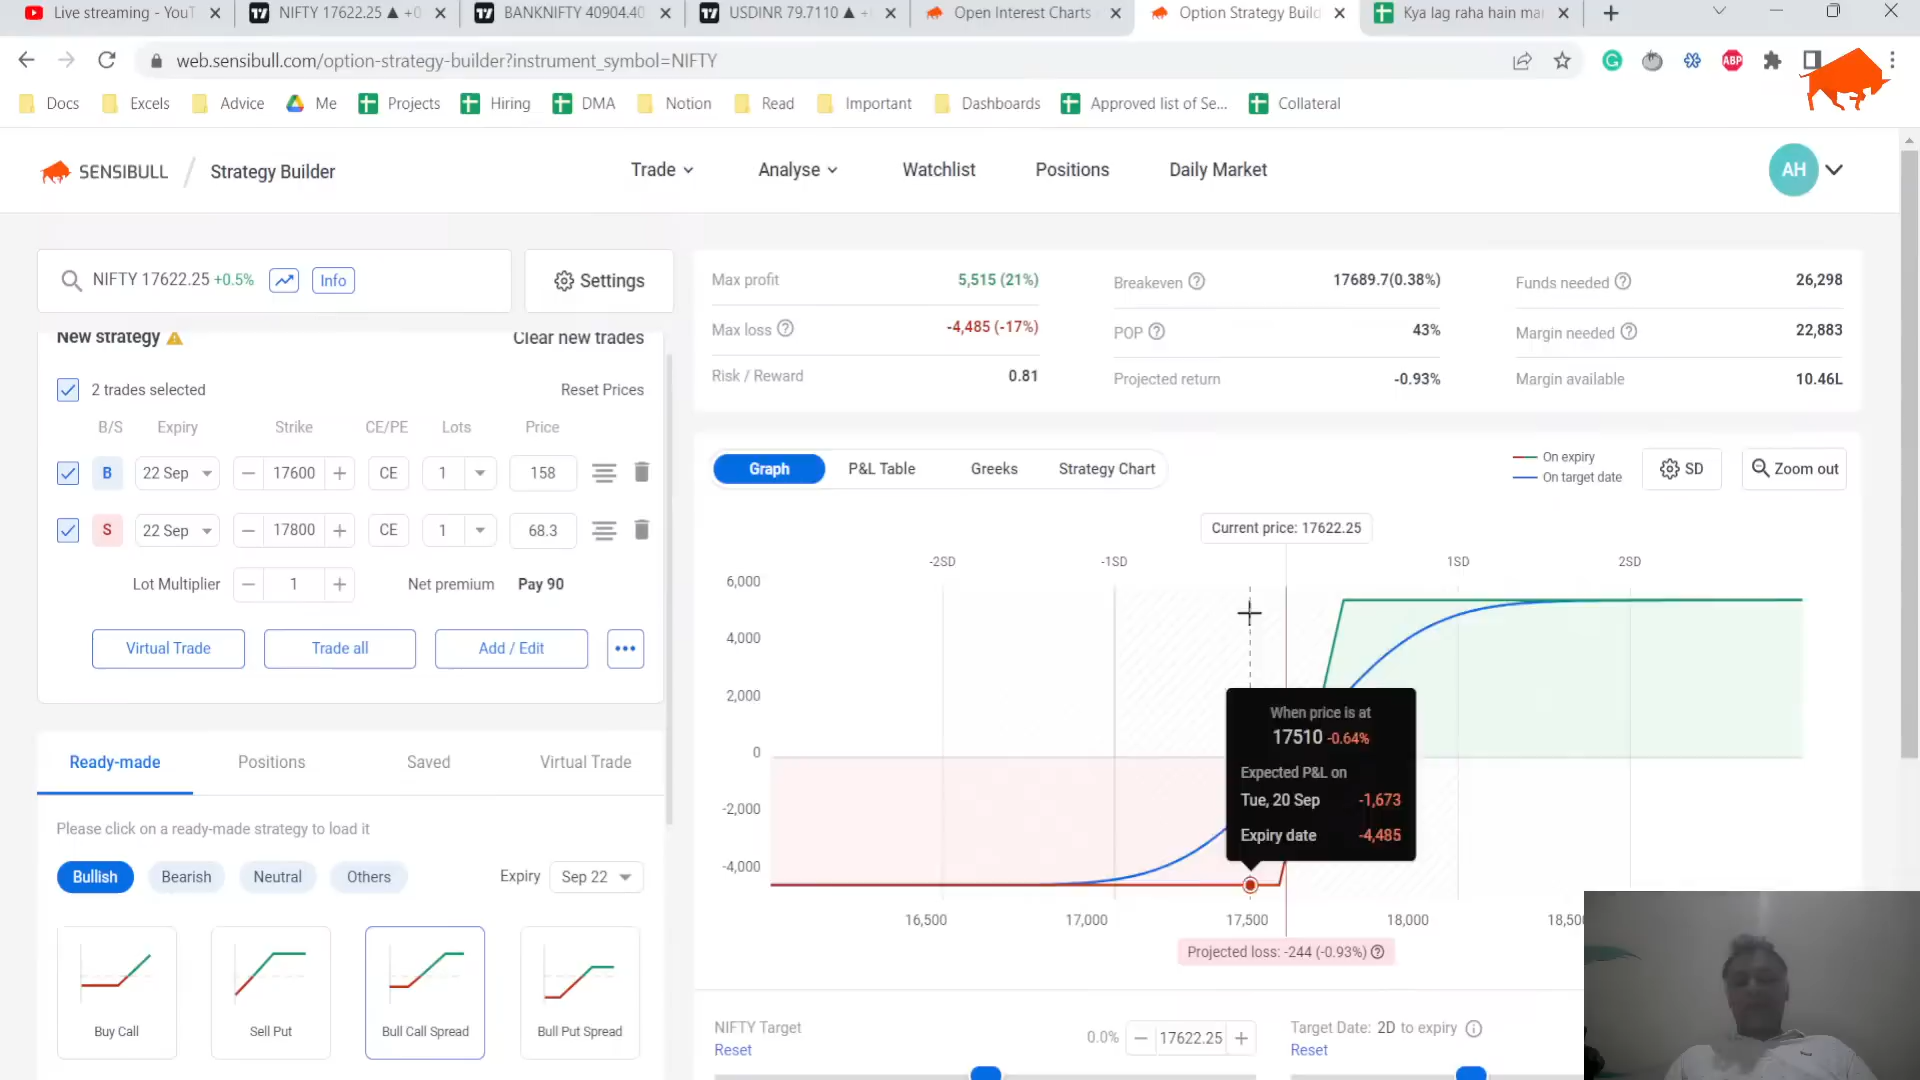 Live streaming - YouT
NIFTY 17622.25 ▲ +0
BANKNIFTY 40904.40
USDINR 79.7110 ▲ +
Open Interest Charts
Option Strategy Build
Kya lag raha hain ma
web.sensibull.com/option-strategy-builder?instrument_symbol=NIFTY
ABP
Docs
Excels
Advice
Me
Projects
Hiring
DMA
Notion
Read
Important
Dashboards
Approved list of Se...
Collateral
SENSIBULL / Strategy Builder
Trade
Analyse
Watchlist
Positions
Daily Market
AH
NIFTY 17622.25 +0.5%
Info
Settings
New strategy
Clear new trades
2 trades selected
Reset Prices
B/S Expiry Strike CE/PE Lots Price
B 22 Sep − 17600 + CE 1 158
S 22 Sep − 17800 + CE 1 68.3
Lot Multiplier − 1 + Net premium Pay 90
Virtual Trade
Trade all
Add / Edit
Ready-made
Positions
Saved
Virtual Trade
Please click on a ready-made strategy to load it
Bullish
Bearish
Neutral
Others
Expiry Sep 22
Buy Call
Sell Put
Bull Call Spread
Bull Put Spread
Max profit 5,515 (21%)
Max loss -4,485 (-17%)
Risk / Reward 0.81
Breakeven 17689.7(0.38%)
POP 43%
Projected return -0.93%
Funds needed 26,298
Margin needed 22,883
Margin available 10.46L
Graph
P&L Table
Greeks
Strategy Chart
On expiry
On target date
SD
Zoom out
Current price: 17622.25
-2SD -1SD 1SD 2SD
6,000
4,000
2,000
0
-2,000
-4,000
When price is at
17510 -0.64%
Expected P&L on
Tue, 20 Sep -1,673
Expiry date -4,485
16,500 17,000 17,500 18,000 18,50
Projected loss: -244 (-0.93%)
NIFTY Target
Reset
0.0% − 17622.25 +
Target Date: 2D to expiry
Reset